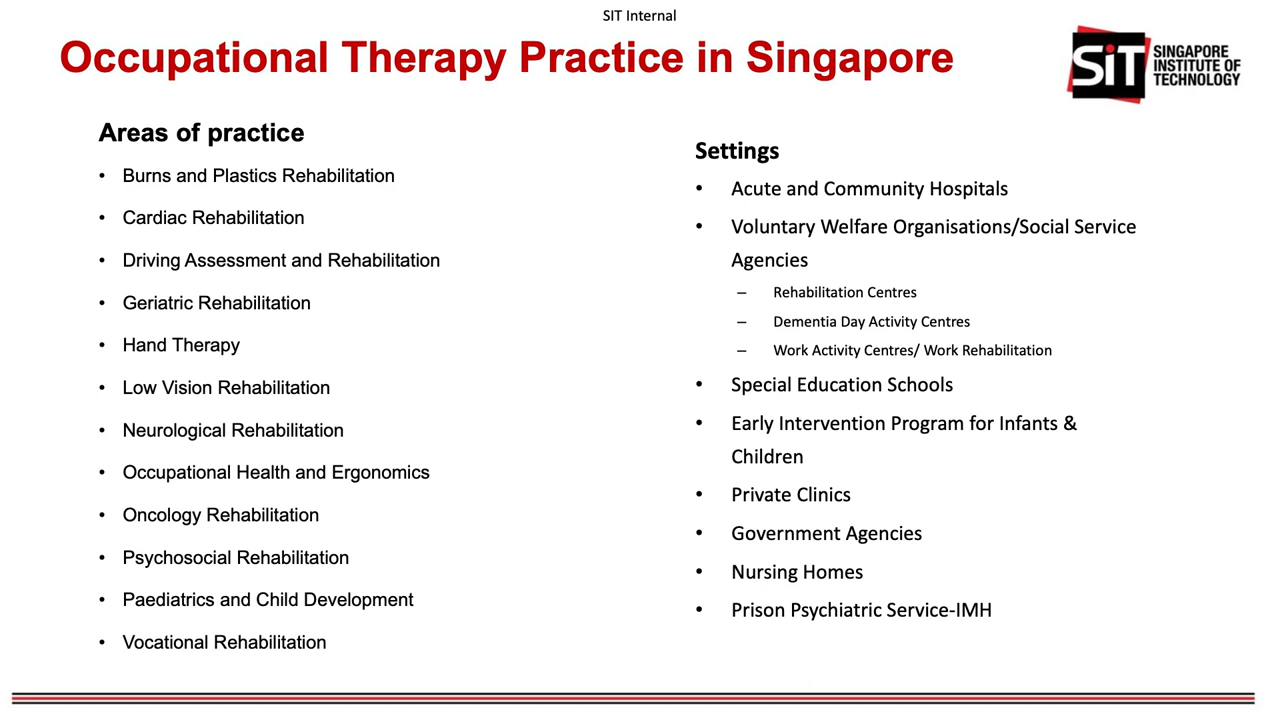 SIT Internal
Occupational Therapy Practice in Singapore
SiT
SINGAPORE
INSTITUTE OF
TECHNOLOGY
Areas of practice
• Burns and Plastics Rehabilitation
• Cardiac Rehabilitation
• Driving Assessment and Rehabilitation
• Geriatric Rehabilitation
• Hand Therapy
• Low Vision Rehabilitation
• Neurological Rehabilitation
• Occupational Health and Ergonomics
• Oncology Rehabilitation
• Psychosocial Rehabilitation
• Paediatrics and Child Development
• Vocational Rehabilitation
Settings
• Acute and Community Hospitals
• Voluntary Welfare Organisations/Social Service
Agencies
– Rehabilitation Centres
– Dementia Day Activity Centres
– Work Activity Centres/ Work Rehabilitation
• Special Education Schools
• Early Intervention Program for Infants &
Children
• Private Clinics
• Government Agencies
• Nursing Homes
• Prison Psychiatric Service-IMH